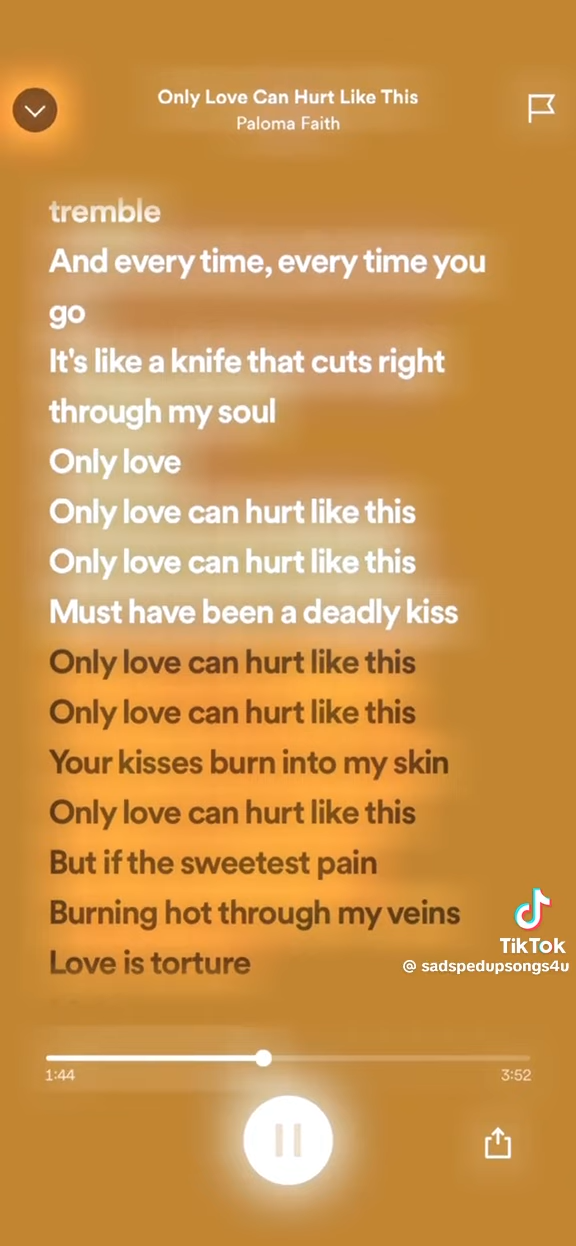 Only Love Can Hurt Like This
Paloma Faith
tremble
And every time, every time you
go
It's like a knife that cuts right
through my soul
Only love
Only love can hurt like this
Only love can hurt like this
Must have been a deadly kiss
Only love can hurt like this
Only love can hurt like this
Your kisses burn into my skin
Only love can hurt like this
But if the sweetest pain
Burning hot through my veins
Love is torture
TikTok
@ sadspedupsongs4u
1:44
3:52